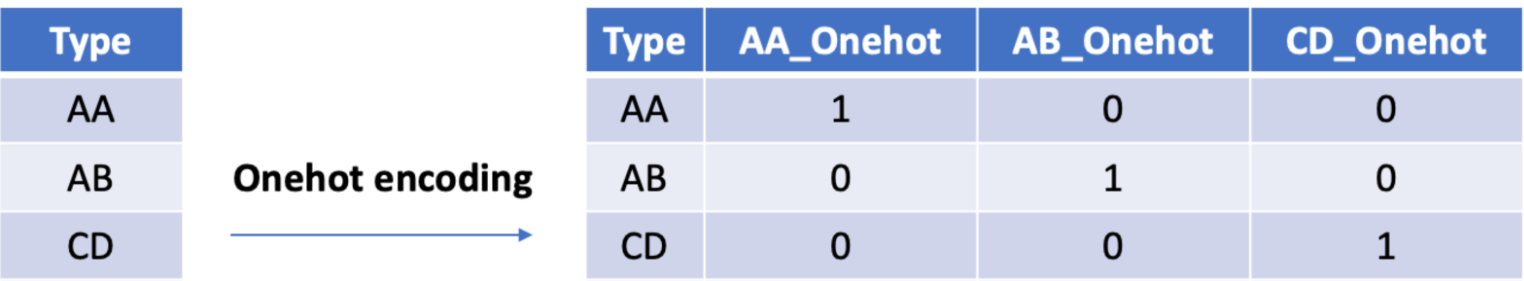 Type
AA
AB
CD
Onehot encoding
Type AA_Onehot AB_Onehot CD_Onehot
AA 1 0 0
AB 0 1 0
CD 0 0 1